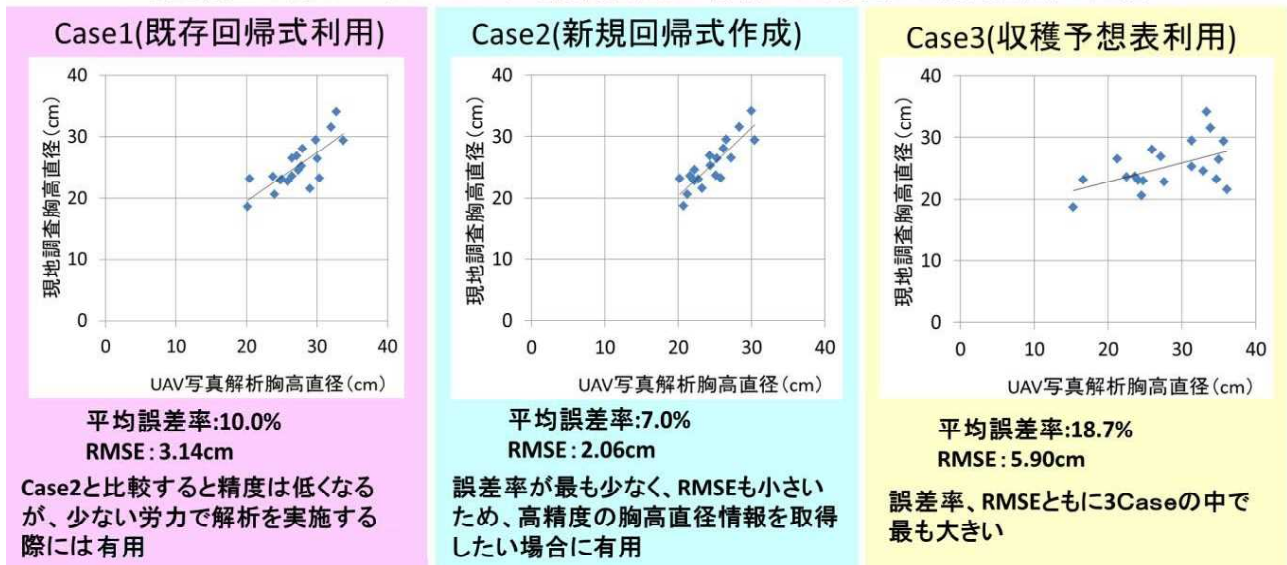 Case1(既存回帰式利用)
40
30
20
10
0
現地調査胸高直径(cm)
0 10 20 30 40
UAV写真解析胸高直径(cm)
平均誤差率:10.0%
RMSE:3.14cm
Case2と比較すると精度は低くなる
が、少ない労力で解析を実施する
際には有用
Case2(新規回帰式作成)
40
30
20
10
0
現地調査胸高直径(cm)
0 10 20 30 40
UAV写真解析胸高直径(cm)
平均誤差率:7.0%
RMSE:2.06cm
誤差率が最も少なく、RMSEも小さい
ため、高精度の胸高直径情報を取得
したい場合に有用
Case3(収穫予想表利用)
40
30
20
10
0
現地調査胸高直径(cm)
0 10 20 30 40
UAV写真解析胸高直径(cm)
平均誤差率:18.7%
RMSE:5.90cm
誤差率、RMSEともに3Caseの中で
最も大きい